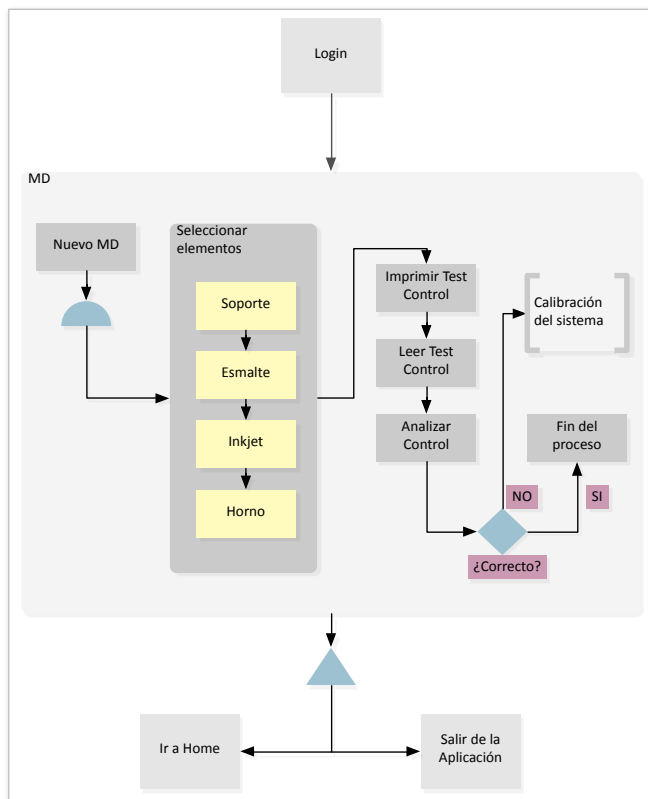 Login
MD
Nuevo MD
Seleccionar
elementos
Soporte
Esmalte
Inkjet
Horno
Imprimir Test
Control
Leer Test
Control
Analizar
Control
Calibración
del sistema
Fin del
proceso
NO
SI
¿Correcto?
Ir a Home
Salir de la
Aplicación